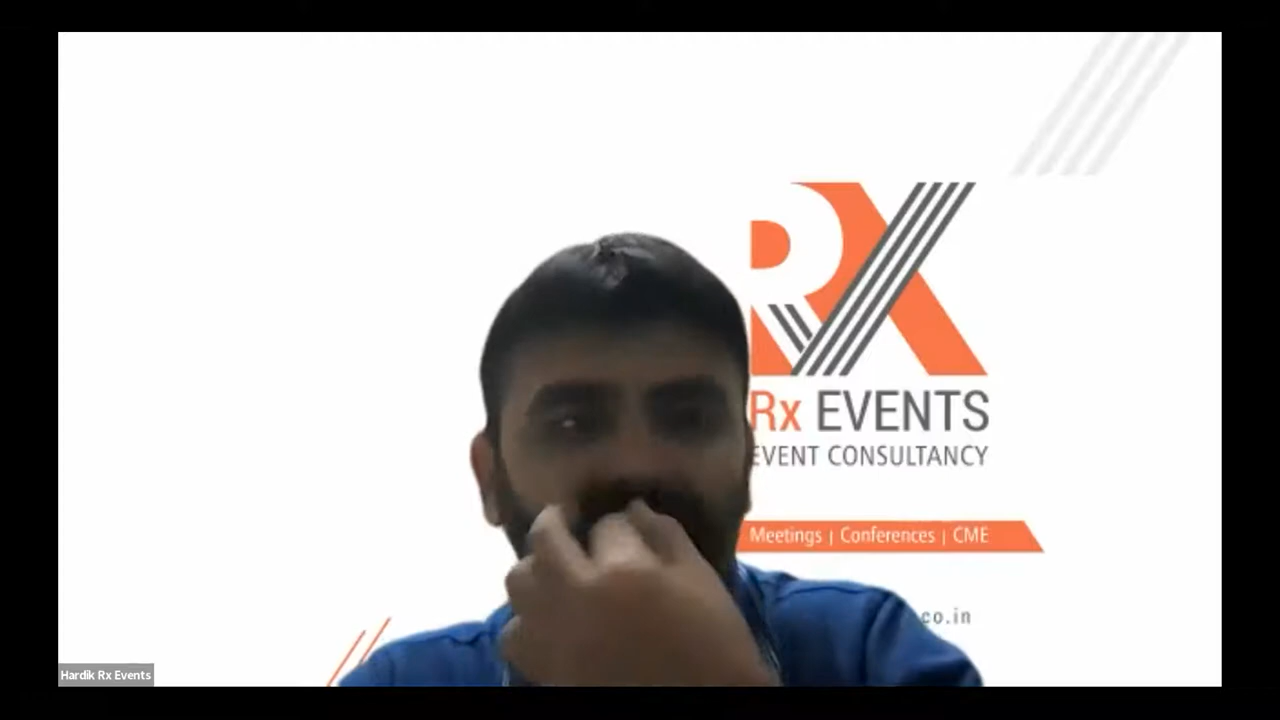 RX
Rx EVENTS
EVENT CONSULTANCY
Meetings | Conferences | CME
co.in
Hardik Rx Events